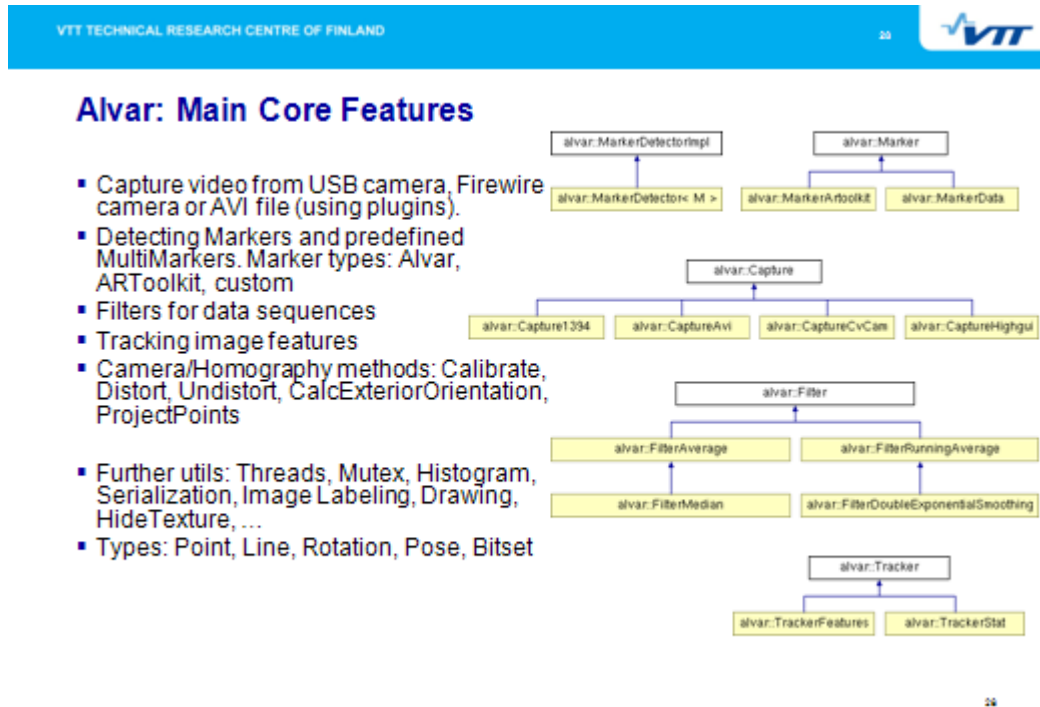 VTT TECHNICAL RESEARCH CENTRE OF FINLAND
VTT
Alvar: Main Core Features
▪ Capture video from USB camera, Firewire
camera or AVI file (using plugins).
▪ Detecting Markers and predefined
MultiMarkers. Marker types: Alvar,
ARToolkit, custom
▪ Filters for data sequences
▪ Tracking image features
▪ Camera/Homography methods: Calibrate,
Distort, Undistort, CalcExteriorOrientation,
ProjectPoints
▪ Further utils: Threads, Mutex, Histogram,
Serialization, Image Labeling, Drawing,
HideTexture, ...
▪ Types: Point, Line, Rotation, Pose, Bitset
alvar::MarkerDetectorImpl
alvar::Marker
alvar::MarkerDetector< M >
alvar::MarkerArtoolkit
alvar::MarkerData
alvar::Capture
alvar::Capture1394
alvar::CaptureAvi
alvar::CaptureCvCam
alvar::CaptureHighgui
alvar::Filter
alvar::FilterAverage
alvar::FilterRunningAverage
alvar::FilterMedian
alvar::FilterDoubleExponentialSmoothing
alvar::Tracker
alvar::TrackerFeatures
alvar::TrackerStat